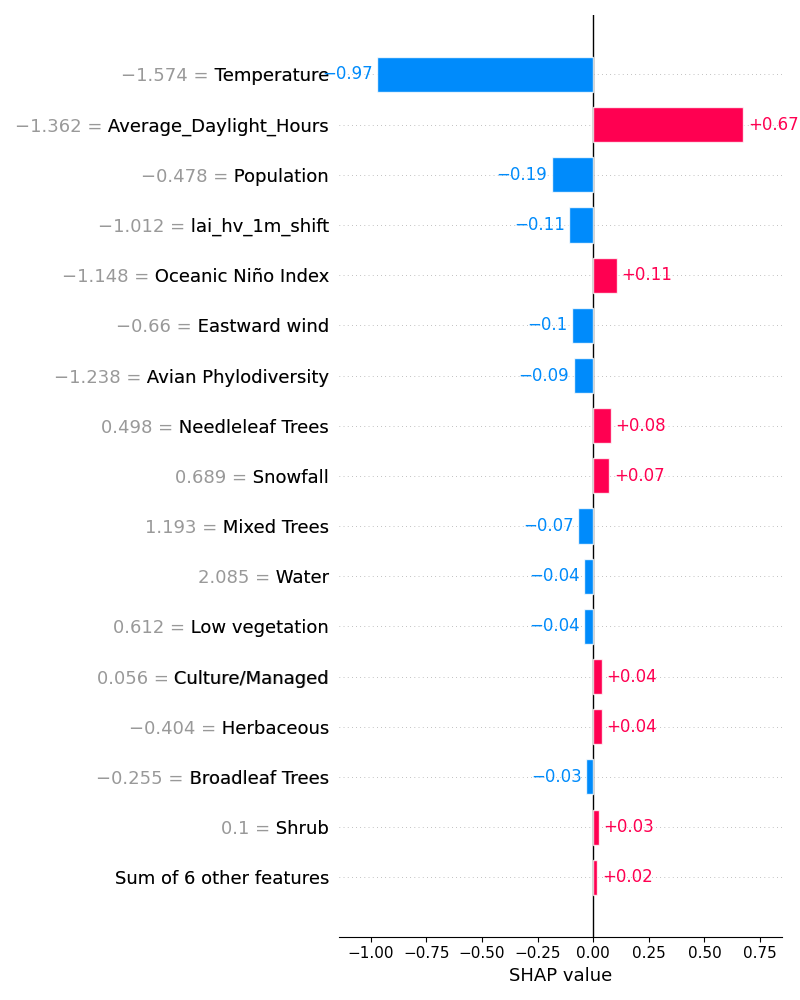 −1.574 = Temperature −0.97
−1.362 = Average_Daylight_Hours +0.67
−0.478 = Population −0.19
−1.012 = lai_hv_1m_shift −0.11
−1.148 = Oceanic Niño Index +0.11
−0.66 = Eastward wind −0.1
−1.238 = Avian Phylodiversity −0.09
0.498 = Needleleaf Trees +0.08
0.689 = Snowfall +0.07
1.193 = Mixed Trees −0.07
2.085 = Water −0.04
0.612 = Low vegetation −0.04
0.056 = Culture/Managed +0.04
−0.404 = Herbaceous +0.04
−0.255 = Broadleaf Trees −0.03
0.1 = Shrub +0.03
Sum of 6 other features +0.02
−1.00 −0.75 −0.50 −0.25 0.00 0.25 0.50 0.75
SHAP value